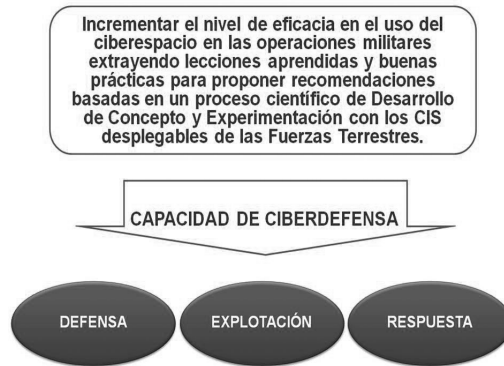 Incrementar el nivel de eficacia en el uso del
ciberespacio en las operaciones militares
extrayendo lecciones aprendidas y buenas
prácticas para proponer recomendaciones
basadas en un proceso científico de Desarrollo
de Concepto y Experimentación con los CIS
desplegables de las Fuerzas Terrestres.
CAPACIDAD DE CIBERDEFENSA
DEFENSA
EXPLOTACIÓN
RESPUESTA